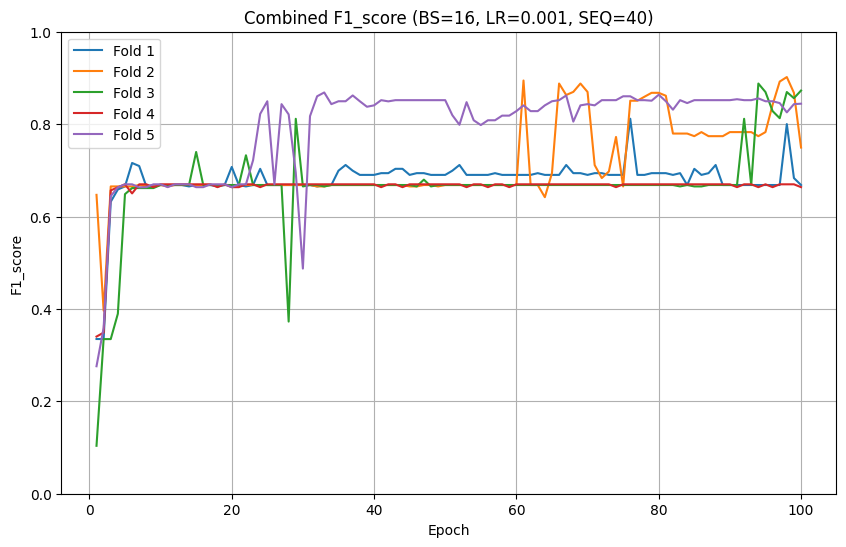 Combined F1_score (BS=16, LR=0.001, SEQ=40)
Fold 1
Fold 2
Fold 3
Fold 4
Fold 5
F1_score
1.0
0.8
0.6
0.4
0.2
0.0
0 20 40 60 80 100
Epoch